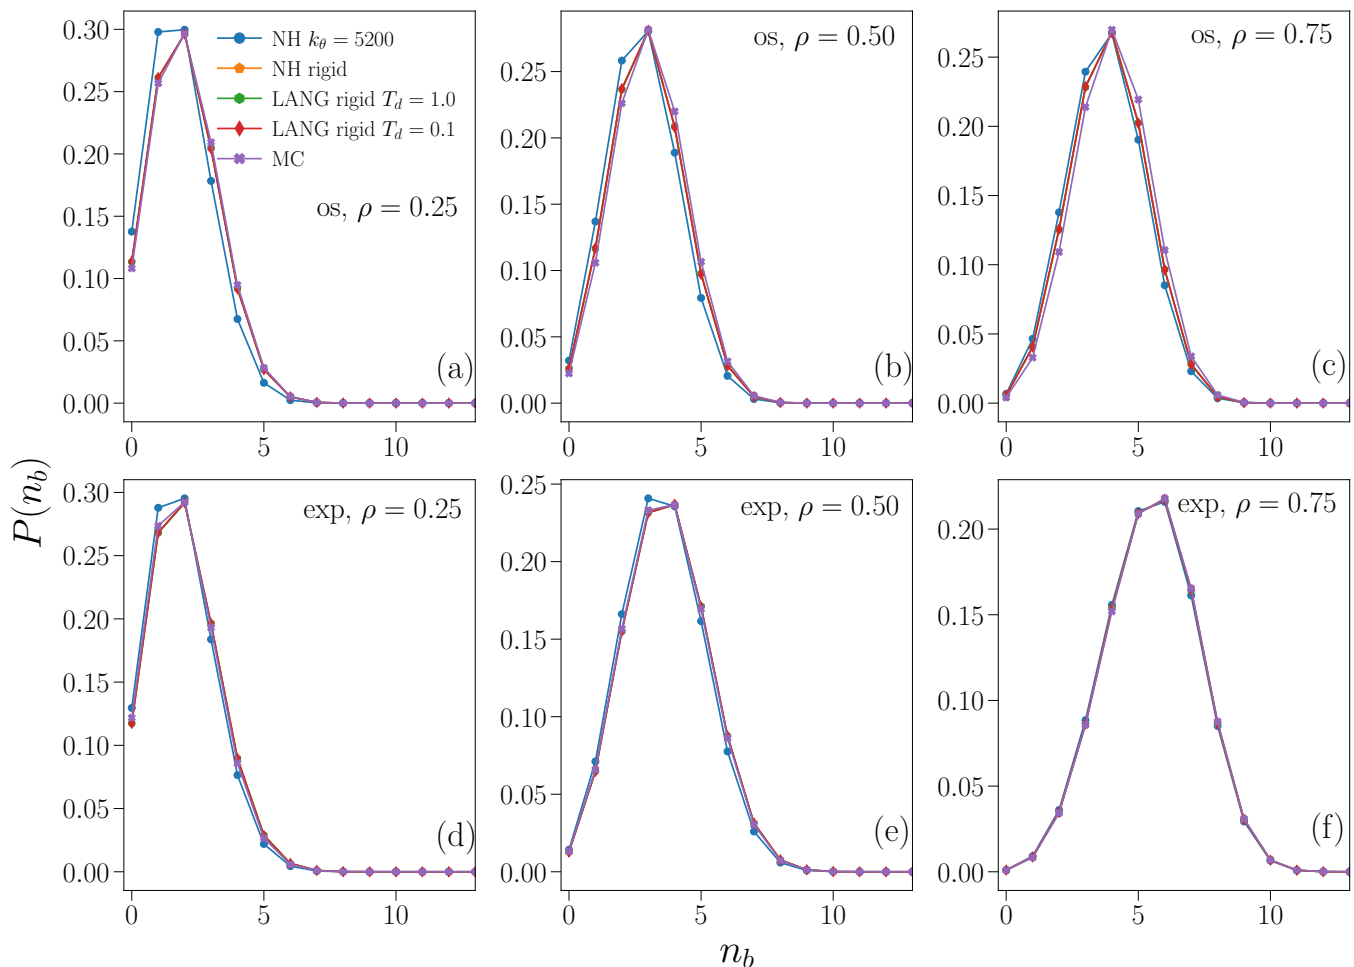 0.30
0.25
0.20
0.15
0.10
0.05
0.00
0
5
10
NH k_θ = 5200
NH rigid
LANG rigid T_d = 1.0
LANG rigid T_d = 0.1
MC
os, ρ = 0.25
(a)
0.25
0.20
0.15
0.10
0.05
0.00
0
5
10
os, ρ = 0.50
(b)
0.25
0.20
0.15
0.10
0.05
0.00
0
5
10
os, ρ = 0.75
(c)
P(n_b)
0.30
0.25
0.20
0.15
0.10
0.05
0.00
0
5
10
exp, ρ = 0.25
(d)
0.25
0.20
0.15
0.10
0.05
0.00
0
5
10
exp, ρ = 0.50
(e)
0.20
0.15
0.10
0.05
0.00
0
5
10
exp, ρ = 0.75
(f)
n_b